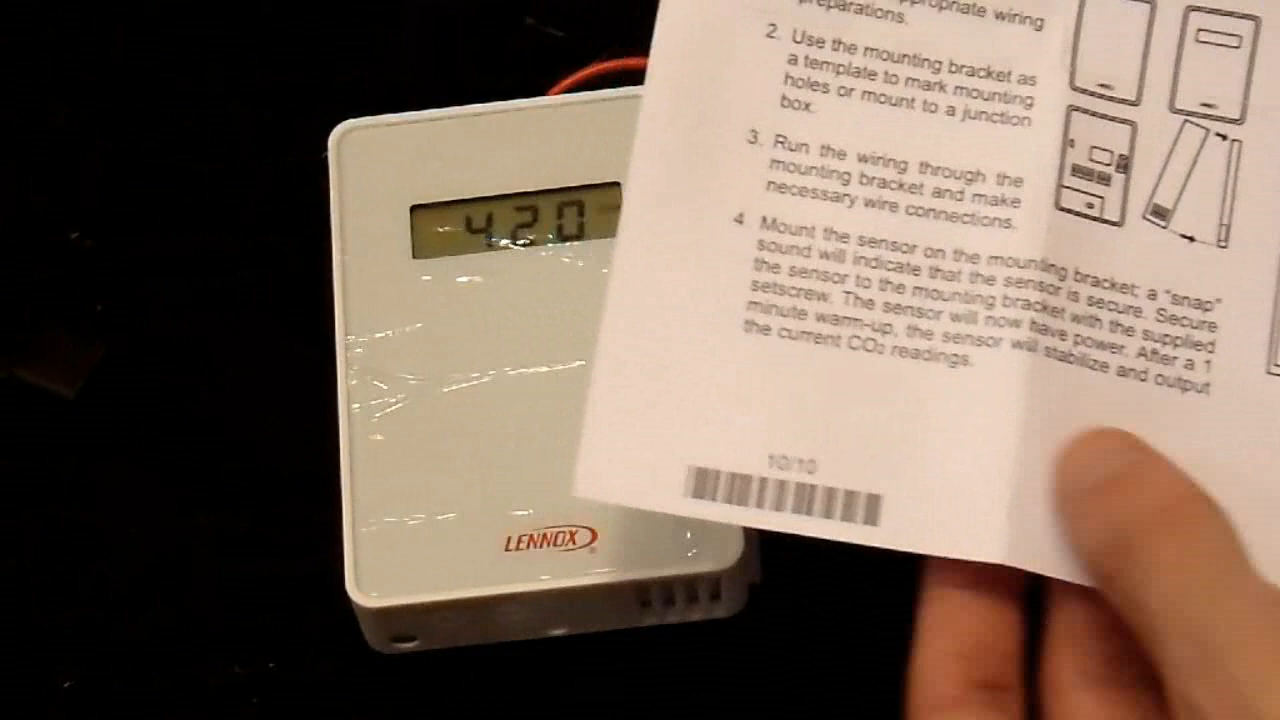 420
LENNOX
®
wiring
preparations.
2. Use the mounting bracket as
a template to mark mounting
holes or mount to a junction
box.
3. Run the wiring through the
mounting bracket and make
necessary wire connections.
4 Mount the sensor on the mounting bracket; a "snap"
sound will indicate that the sensor is secure. Secure
the sensor to the mounting bracket with the supplied
setscrew. The sensor will now have power. After a 1
minute warm-up, the sensor will stabilize and output
the current CO2 readings.
10/10